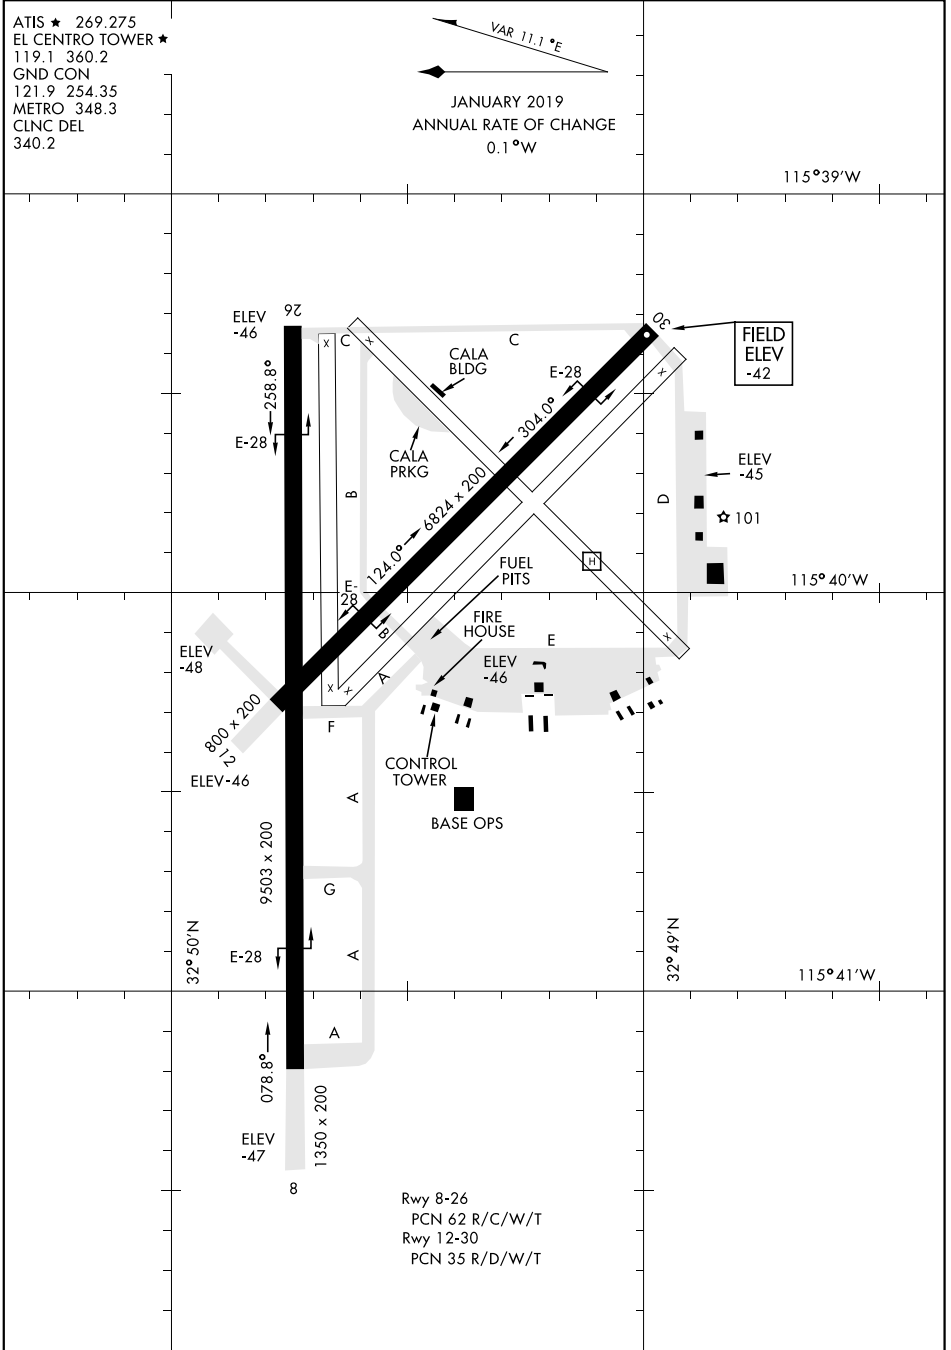 ATIS ★ 269.275
EL CENTRO TOWER ★
119.1 360.2
GND CON
121.9 254.35
METRO 348.3
CLNC DEL
340.2
VAR 11.1 °E
JANUARY 2019
ANNUAL RATE OF CHANGE
0.1°W
115°39'W
ELEV
-46
26
30
FIELD
ELEV
-42
x
C
x
C
CALA
BLDG
E-28
x
258.8°
304.0°
E-28
CALA
PRKG
ELEV
-45
B
6824 x 200
D
101
124.0°
FUEL
PITS
H
115°40'W
E-
28
FIRE
HOUSE
B
E
x
ELEV
-48
ELEV
-46
A
x
x
800 x 200
F
12
CONTROL
TOWER
ELEV-46
A
BASE OPS
9503 x 200
G
32°50'N
32°49'N
E-28
A
115°41'W
A
078.8°
1350 x 200
ELEV
-47
8
Rwy 8-26
PCN 62 R/C/W/T
Rwy 12-30
PCN 35 R/D/W/T